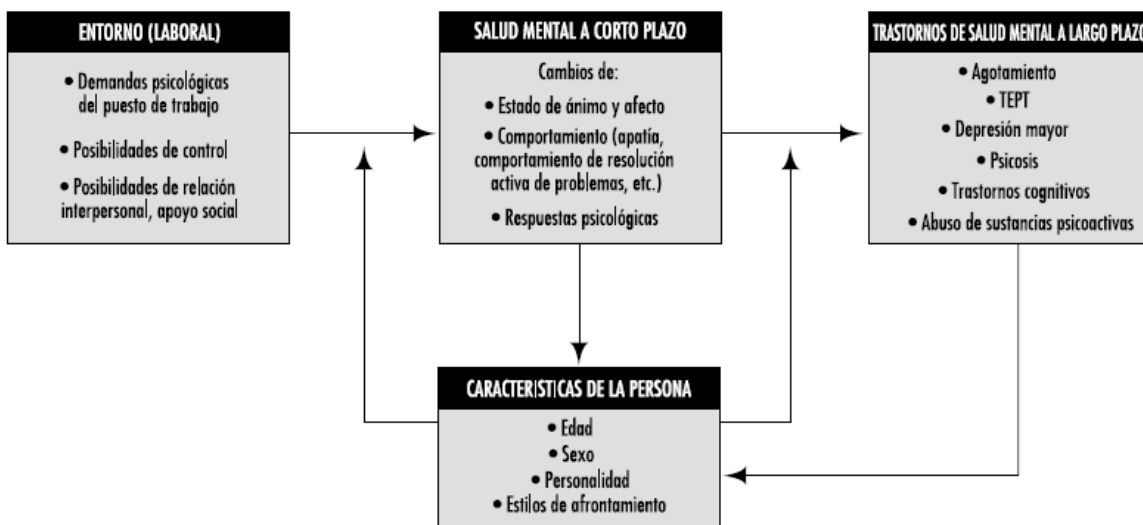 ENTORNO (LABORAL)
• Demandas psicológicas
del puesto de trabajo
• Posibilidades de control
• Posibilidades de relación
interpersonal, apoyo social
SALUD MENTAL A CORTO PLAZO
Cambios de:
• Estado de ánimo y afecto
• Comportamiento (apatía,
comportamiento de resolución
activa de problemas, etc.)
• Respuestas psicológicas
TRASTORNOS DE SALUD MENTAL A LARGO PLAZO
• Agotamiento
• TEPT
• Depresión mayor
• Psicosis
• Trastornos cognitivos
• Abuso de sustancias psicoactivas
CARACTERÍSTICAS DE LA PERSONA
• Edad
• Sexo
• Personalidad
• Estilos de afrontamiento